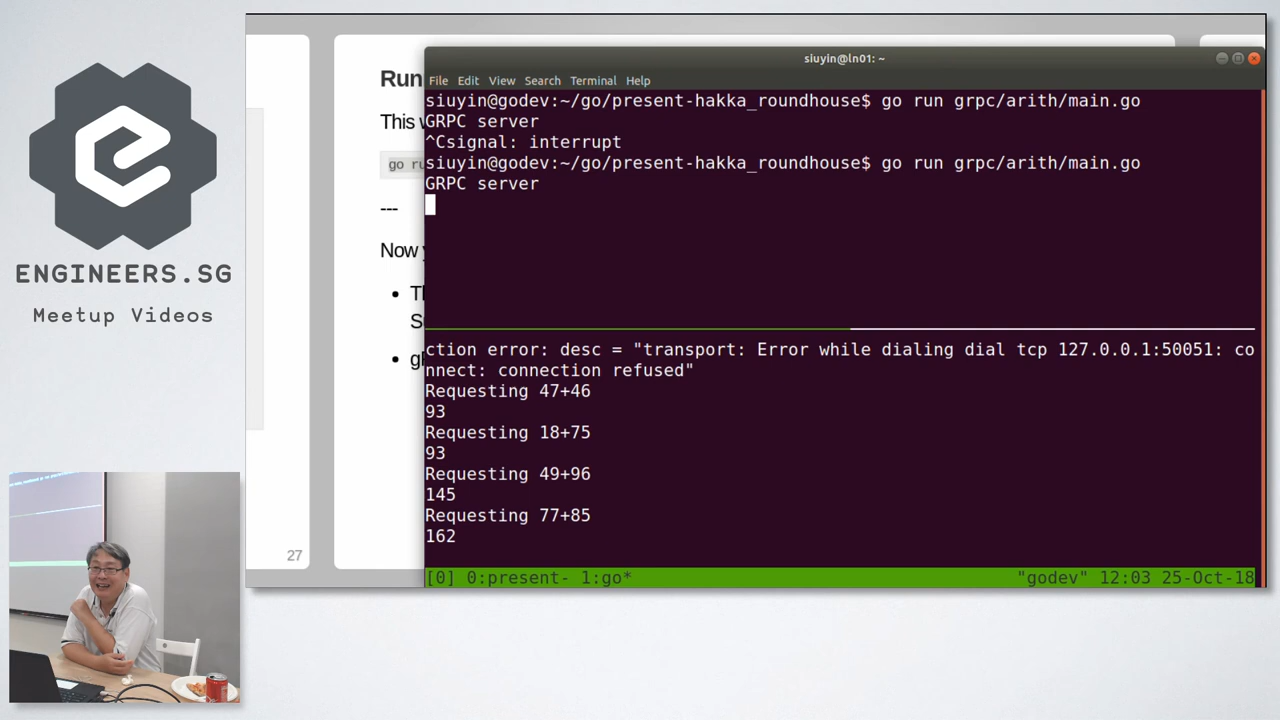 ENGINEERS.SG
Meetup Videos
Run
This
go
---
Now
27
siuyin@ln01: ~
File Edit View Search Terminal Help
siuyin@godev:~/go/present-hakka_roundhouse$ go run grpc/arith/main.go
GRPC server
^Csignal: interrupt
siuyin@godev:~/go/present-hakka_roundhouse$ go run grpc/arith/main.go
GRPC server
ction error: desc = "transport: Error while dialing dial tcp 127.0.0.1:50051: co
nnect: connection refused"
Requesting 47+46
93
Requesting 18+75
93
Requesting 49+96
145
Requesting 77+85
162
[0] 0:present- 1:go* "godev" 12:03 25-Oct-18